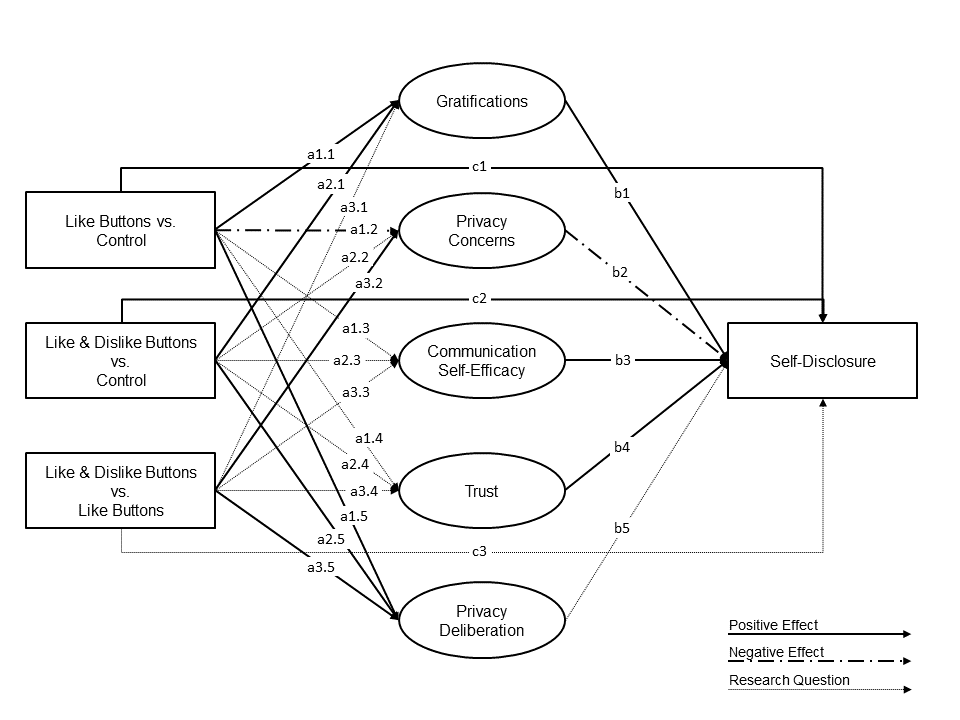 Gratifications
a1.1
c1
a2.1
b1
a3.1
Like Buttons vs.
Control
a1.2
Privacy
Concerns
a2.2
b2
a3.2
c2
Like & Dislike Buttons
vs.
Control
a1.3
a2.3
a3.3
Communication
Self-Efficacy
b3
Self-Disclosure
a1.4
b4
Like & Dislike Buttons
vs.
Like Buttons
a2.4
a3.4
Trust
a1.5
b5
a2.5
c3
a3.5
Privacy
Deliberation
Positive Effect
Negative Effect
Research Question